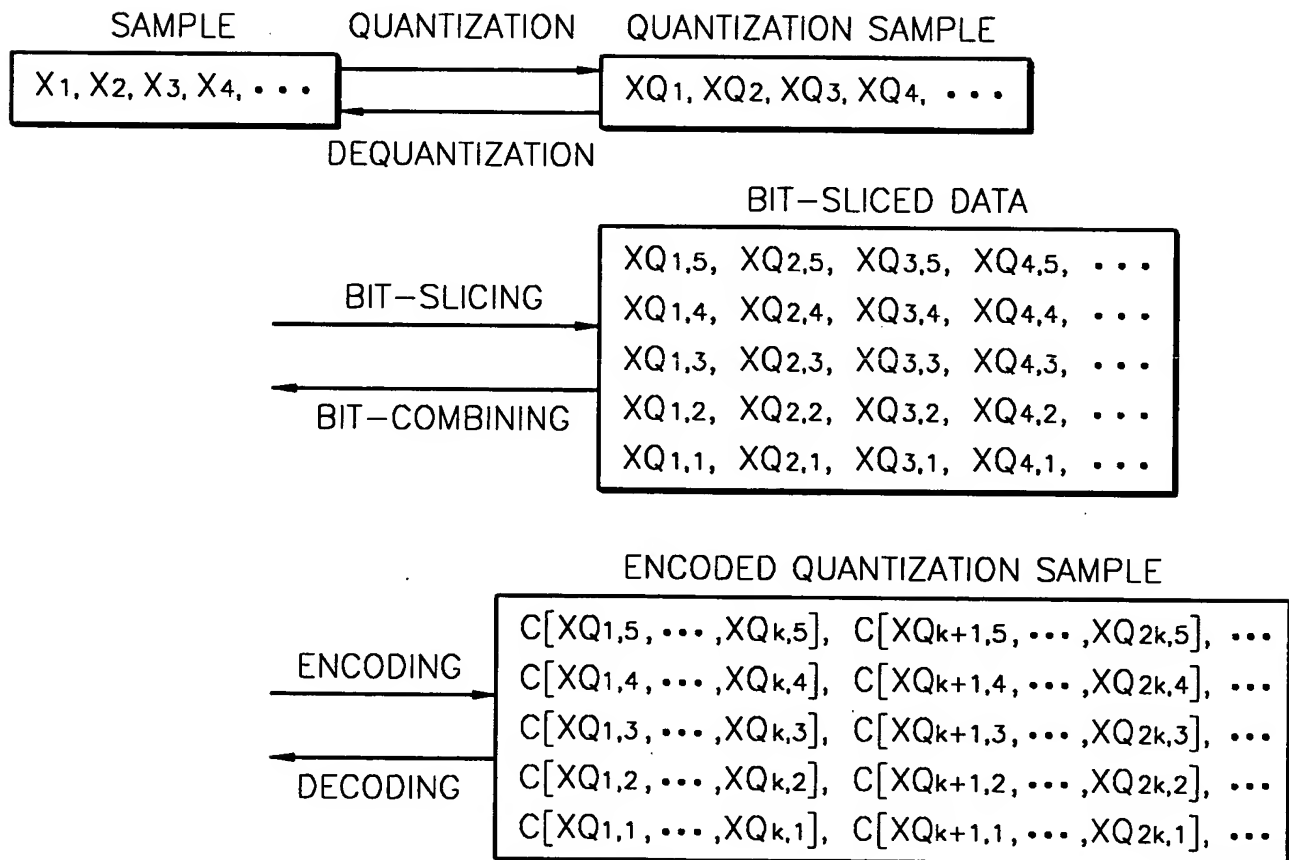 SAMPLE QUANTIZATION QUANTIZATION SAMPLE
X1, X2, X3, X4, • • •
XQ1, XQ2, XQ3, XQ4, • • •
DEQUANTIZATION
BIT-SLICED DATA
XQ1,5, XQ2,5, XQ3,5, XQ4,5, • • •
BIT-SLICING
XQ1,4, XQ2,4, XQ3,4, XQ4,4, • • •
XQ1,3, XQ2,3, XQ3,3, XQ4,3, • • •
BIT-COMBINING
XQ1,2, XQ2,2, XQ3,2, XQ4,2, • • •
XQ1,1, XQ2,1, XQ3,1, XQ4,1, • • •
ENCODED QUANTIZATION SAMPLE
C[XQ1,5, ••• ,XQk,5], C[XQk+1,5, ••• ,XQ2k,5], •••
ENCODING
C[XQ1,4, ••• ,XQk,4], C[XQk+1,4, ••• ,XQ2k,4], •••
C[XQ1,3, ••• ,XQk,3], C[XQk+1,3, ••• ,XQ2k,3], •••
DECODING
C[XQ1,2, ••• ,XQk,2], C[XQk+1,2, ••• ,XQ2k,2], •••
C[XQ1,1, ••• ,XQk,1], C[XQk+1,1, ••• ,XQ2k,1], •••